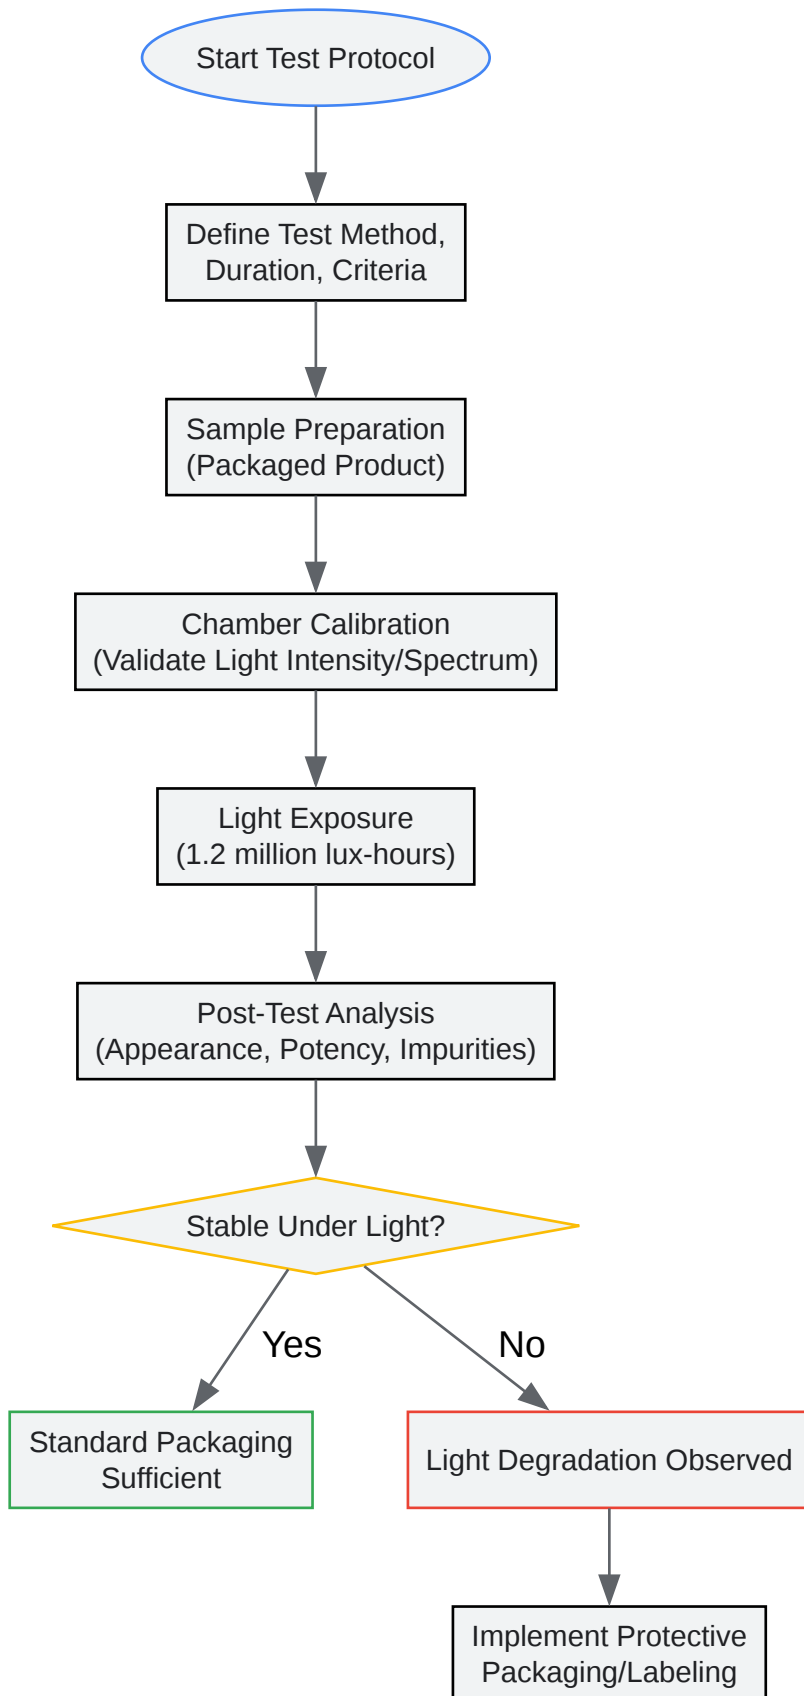 Start Test Protocol
Define Test Method,
Duration, Criteria
Sample Preparation
(Packaged Product)
Chamber Calibration
(Validate Light Intensity/Spectrum)
Light Exposure
(1.2 million lux-hours)
Post-Test Analysis
(Appearance, Potency, Impurities)
Stable Under Light?
Yes
No
Standard Packaging
Sufficient
Light Degradation Observed
Implement Protective
Packaging/Labeling